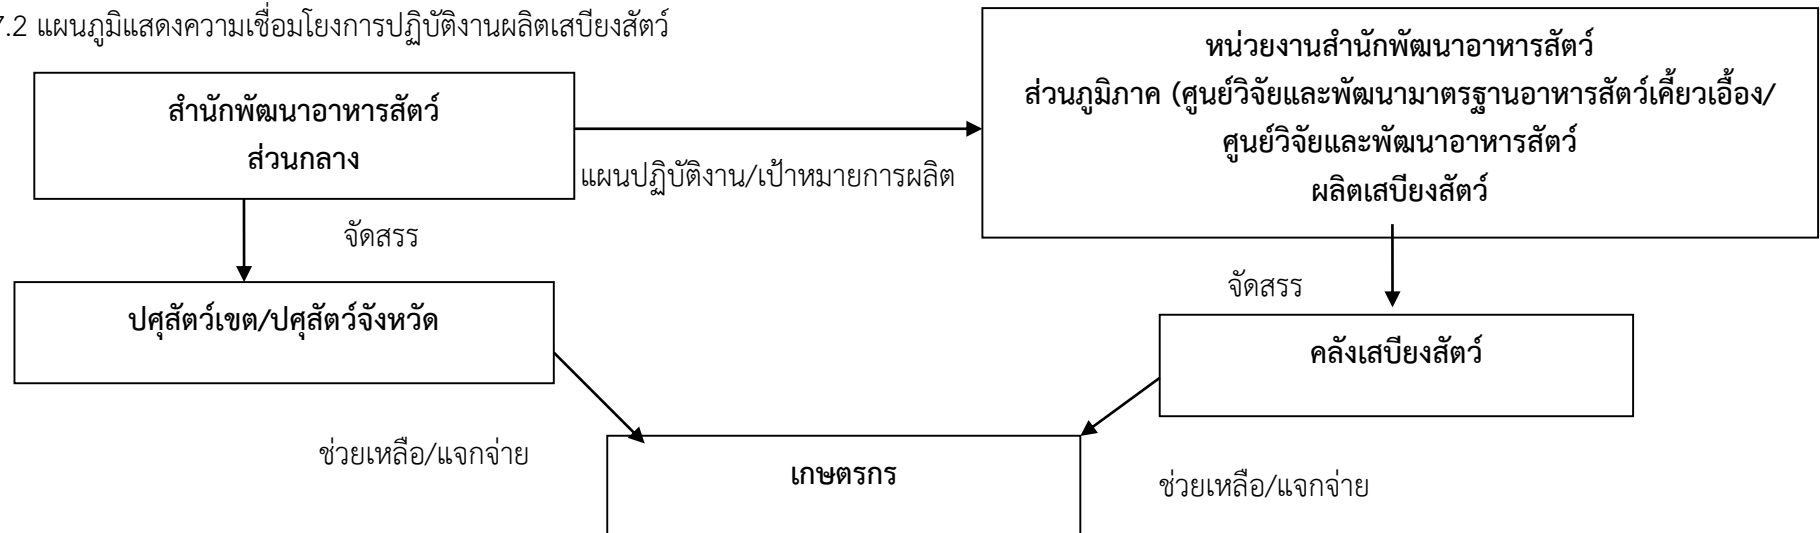 7.2 แผนภูมิแสดงความเชื่อมโยงการปฏิบัติงานผลิตเสบียงสัตว์
สำนักพัฒนาอาหารสัตว์
ส่วนกลาง
แผนปฏิบัติงาน/เป้าหมายการผลิต
หน่วยงานสำนักพัฒนาอาหารสัตว์
ส่วนภูมิภาค (ศูนย์วิจัยและพัฒนามาตรฐานอาหารสัตว์เคี้ยวเอื้อง/
ศูนย์วิจัยและพัฒนาอาหารสัตว์
ผลิตเสบียงสัตว์
จัดสรร
จัดสรร
ปศุสัตว์เขต/ปศุสัตว์จังหวัด
คลังเสบียงสัตว์
ช่วยเหลือ/แจกจ่าย
เกษตรกร
ช่วยเหลือ/แจกจ่าย